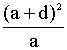 (a + d)²
a